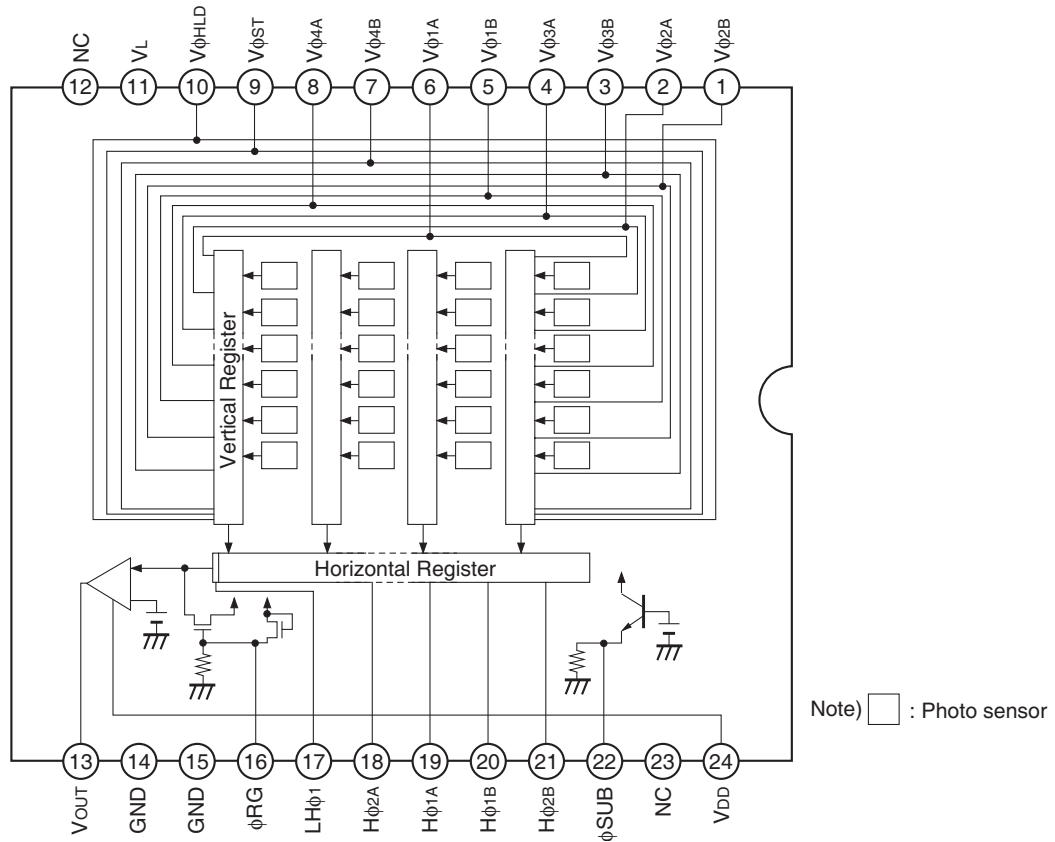 NC
VL
VϕHLD
VϕST
Vϕ4A
Vϕ4B
Vϕ1A
Vϕ1B
Vϕ3A
Vϕ3B
Vϕ2A
Vϕ2B
12
11
10
9
8
7
6
5
4
3
2
1
Vertical Register
Horizontal Register
Note) : Photo sensor
13
14
15
16
17
18
19
20
21
22
23
24
VOUT
GND
GND
ϕRG
LHϕ1
Hϕ2A
Hϕ1A
Hϕ1B
Hϕ2B
ϕSUB
NC
VDD